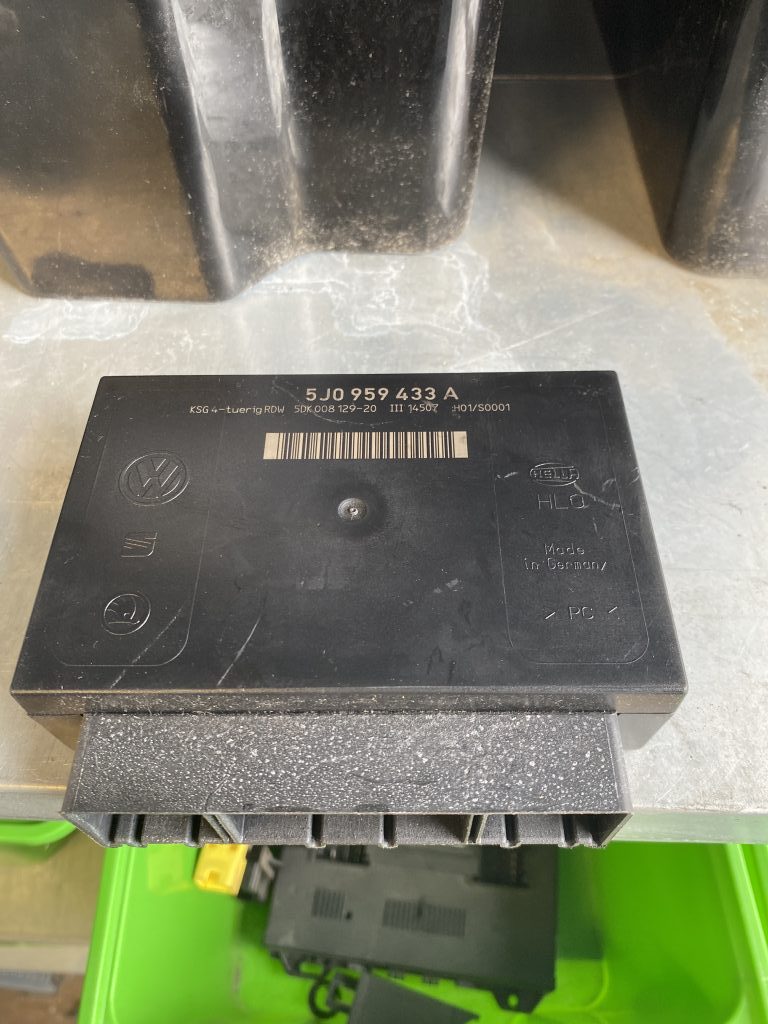 5J0 959 433 A
KSG 4-tuerig RDW 5DK 008 129-20 III 14507 H01/S0001
HELLA
HLO
Made
in Germany
> PC <